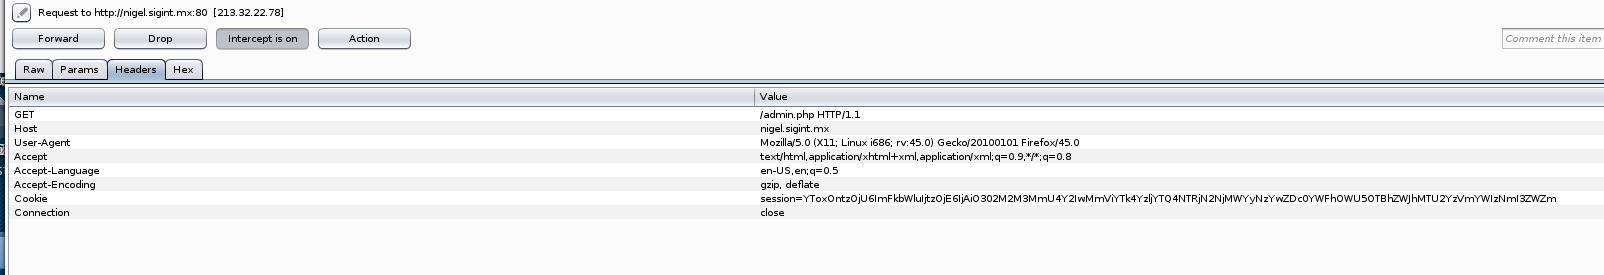 Request to http://nigel.sigint.mx:80 [213.32.22.78]
Forward Drop Intercept is on Action Comment this item
Raw Params Headers Hex
Name Value
GET /admin.php HTTP/1.1
Host nigel.sigint.mx
User-Agent Mozilla/5.0 (X11; Linux i686; rv:45.0) Gecko/20100101 Firefox/45.0
Accept text/html,application/xhtml+xml,application/xml;q=0.9,*/*;q=0.8
Accept-Language en-US,en;q=0.5
Accept-Encoding gzip, deflate
Cookie
Connection close